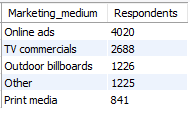 Marketing_medium Respondents
Online ads 4020
TV commercials 2688
Outdoor billboards 1226
Other 1225
Print media 841